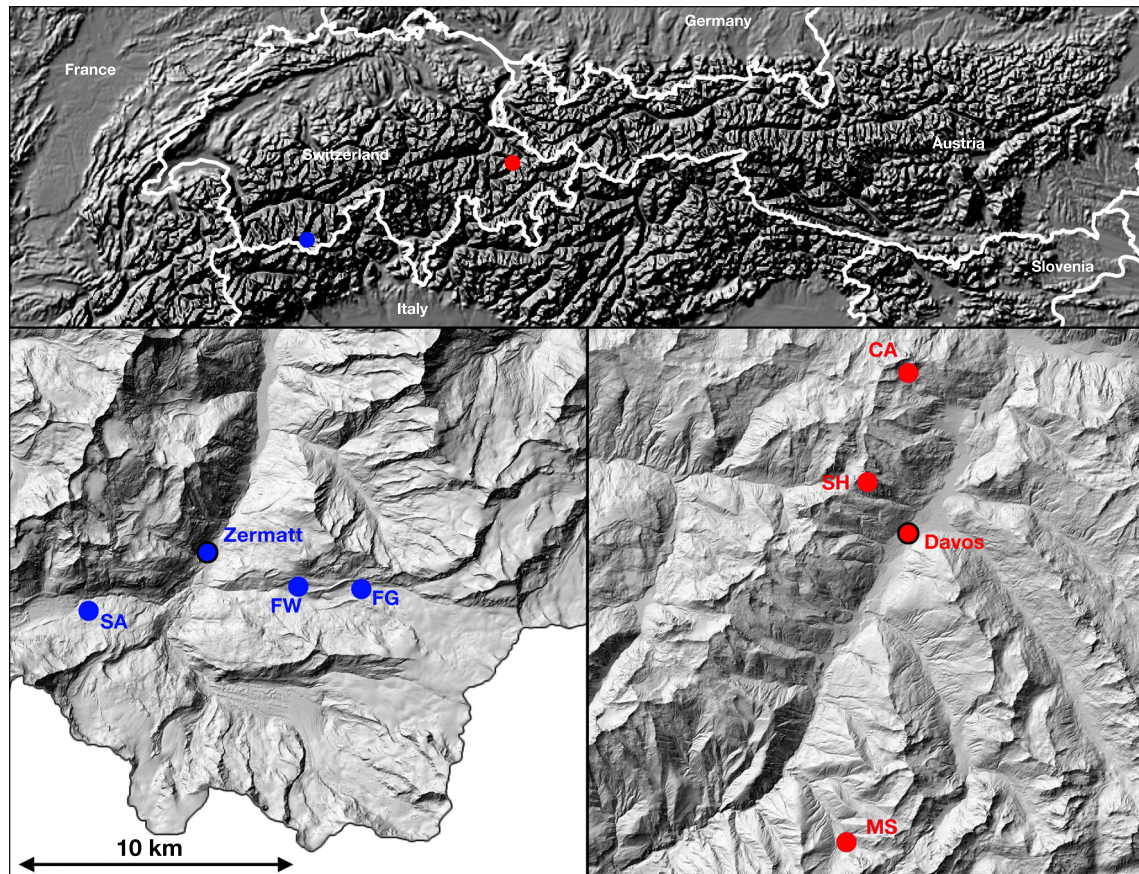 Germany
France
Switzerland
Austria
Slovenia
Italy
CA
SH
Zermatt
Davos
FW
FG
SA
MS
10 km